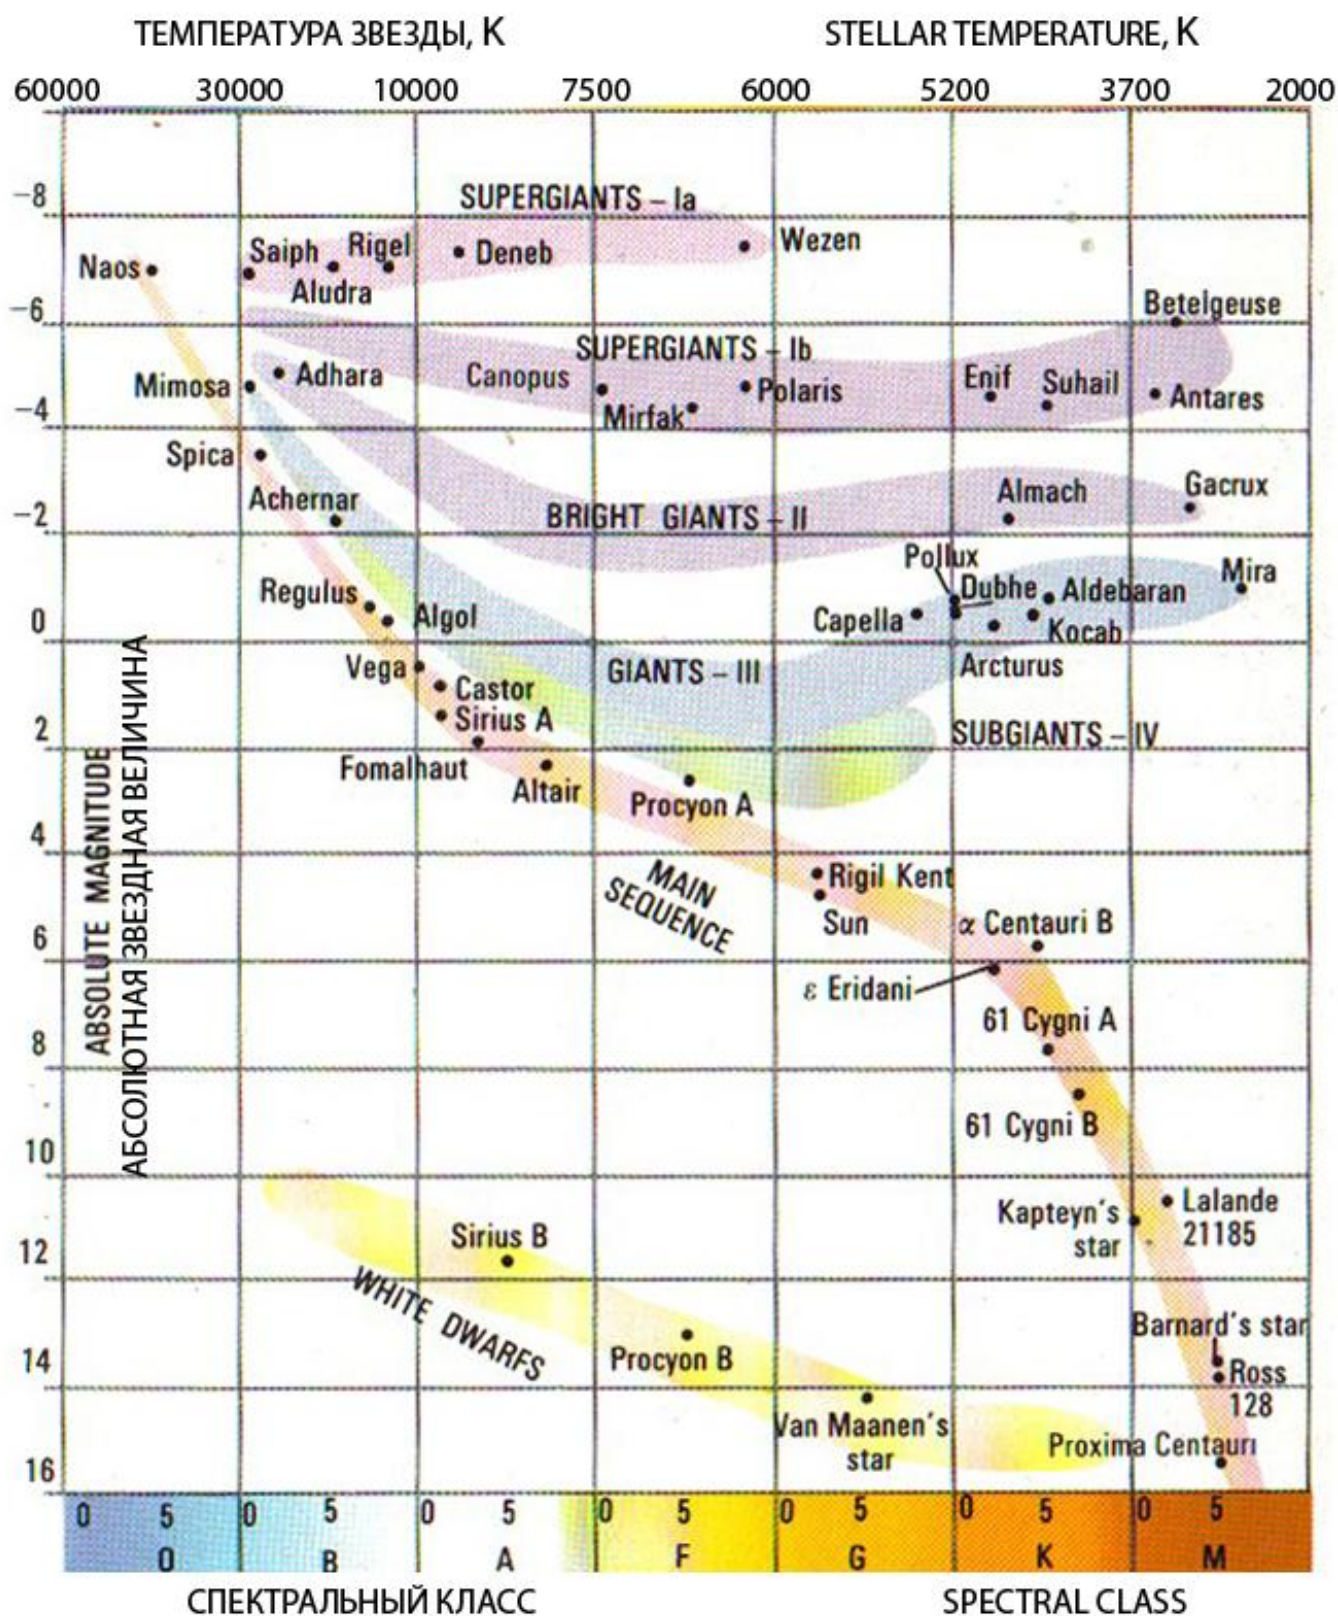 ТЕМПЕРАТУРА ЗВЕЗДЫ, К STELLAR TEMPERATURE, K
600000 300000 10000 7500 6000 5200 3700 2000
-8
SUPERGIANTS - Ia
Naos
Saiph
Rigel
Aludra
Deneb
Wezen
-6
Betelgeuse
SUPERGIANTS - Ib
Mimosa
Adhara
Canopus
Mirfak
Polaris
Enif
Suhail
Antares
-4
Spica
Achernar
Almach
Gacrux
-2
BRIGHT GIANTS - II
Pollux
Dubhe
Aldebaran
Mira
Regulus
Algol
Capella
Kocab
0
Vega
GIANTS - III
Arcturus
Castor
Sirius A
2
SUBGIANTS - IV
Fomalhaut
Altair
Procyon A
4
MAIN
SEQUENCE
Rigil Kent
Sun
α Centauri B
6
ε Eridani
61 Cygni A
8
61 Cygni B
10
ABSOLUTE MAGNITUDE
АБСОЛЮТНАЯ ЗВЕЗДНАЯ ВЕЛИЧИНА
Kapteyn's
star
Lalande
21185
Sirius B
12
WHITE DWARFS
Procyon B
Barnard's star
14
Ross
128
Van Maanen's
star
Proxima Centauri
16
0 5 0 5 0 5 0 5 0 5 0 5 0 5
O B A F G K M
СПЕКТРАЛЬНЫЙ КЛАСС SPECTRAL CLASS